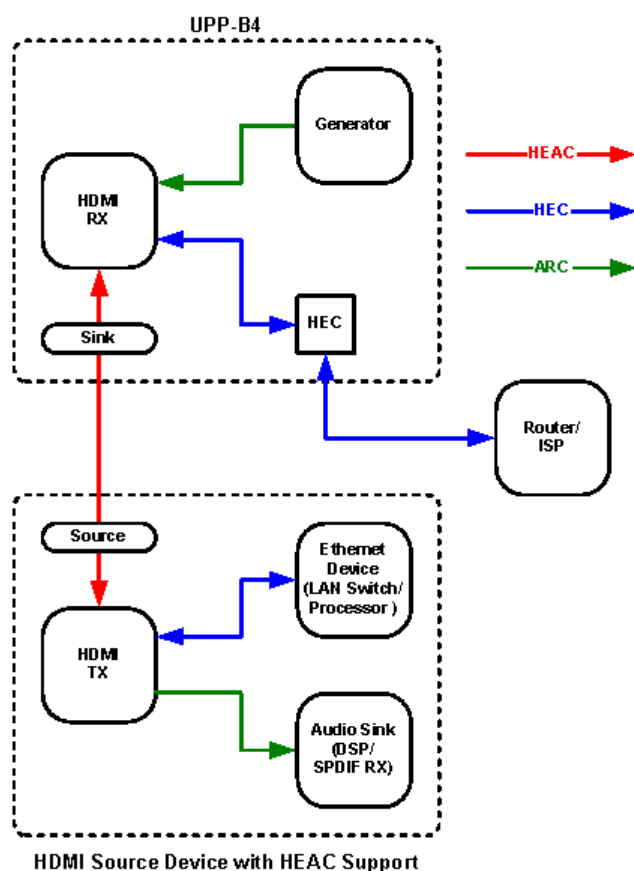 UPP-B4
Generator
HDMI
RX
HEAC
HEC
ARC
Sink
HEC
Router/
ISP
Source
Ethernet
Device
(LAN Switch/
Processor )
HDMI
TX
Audio Sink
(DSP/
SPDIF RX)
HDMI Source Device with HEAC Support